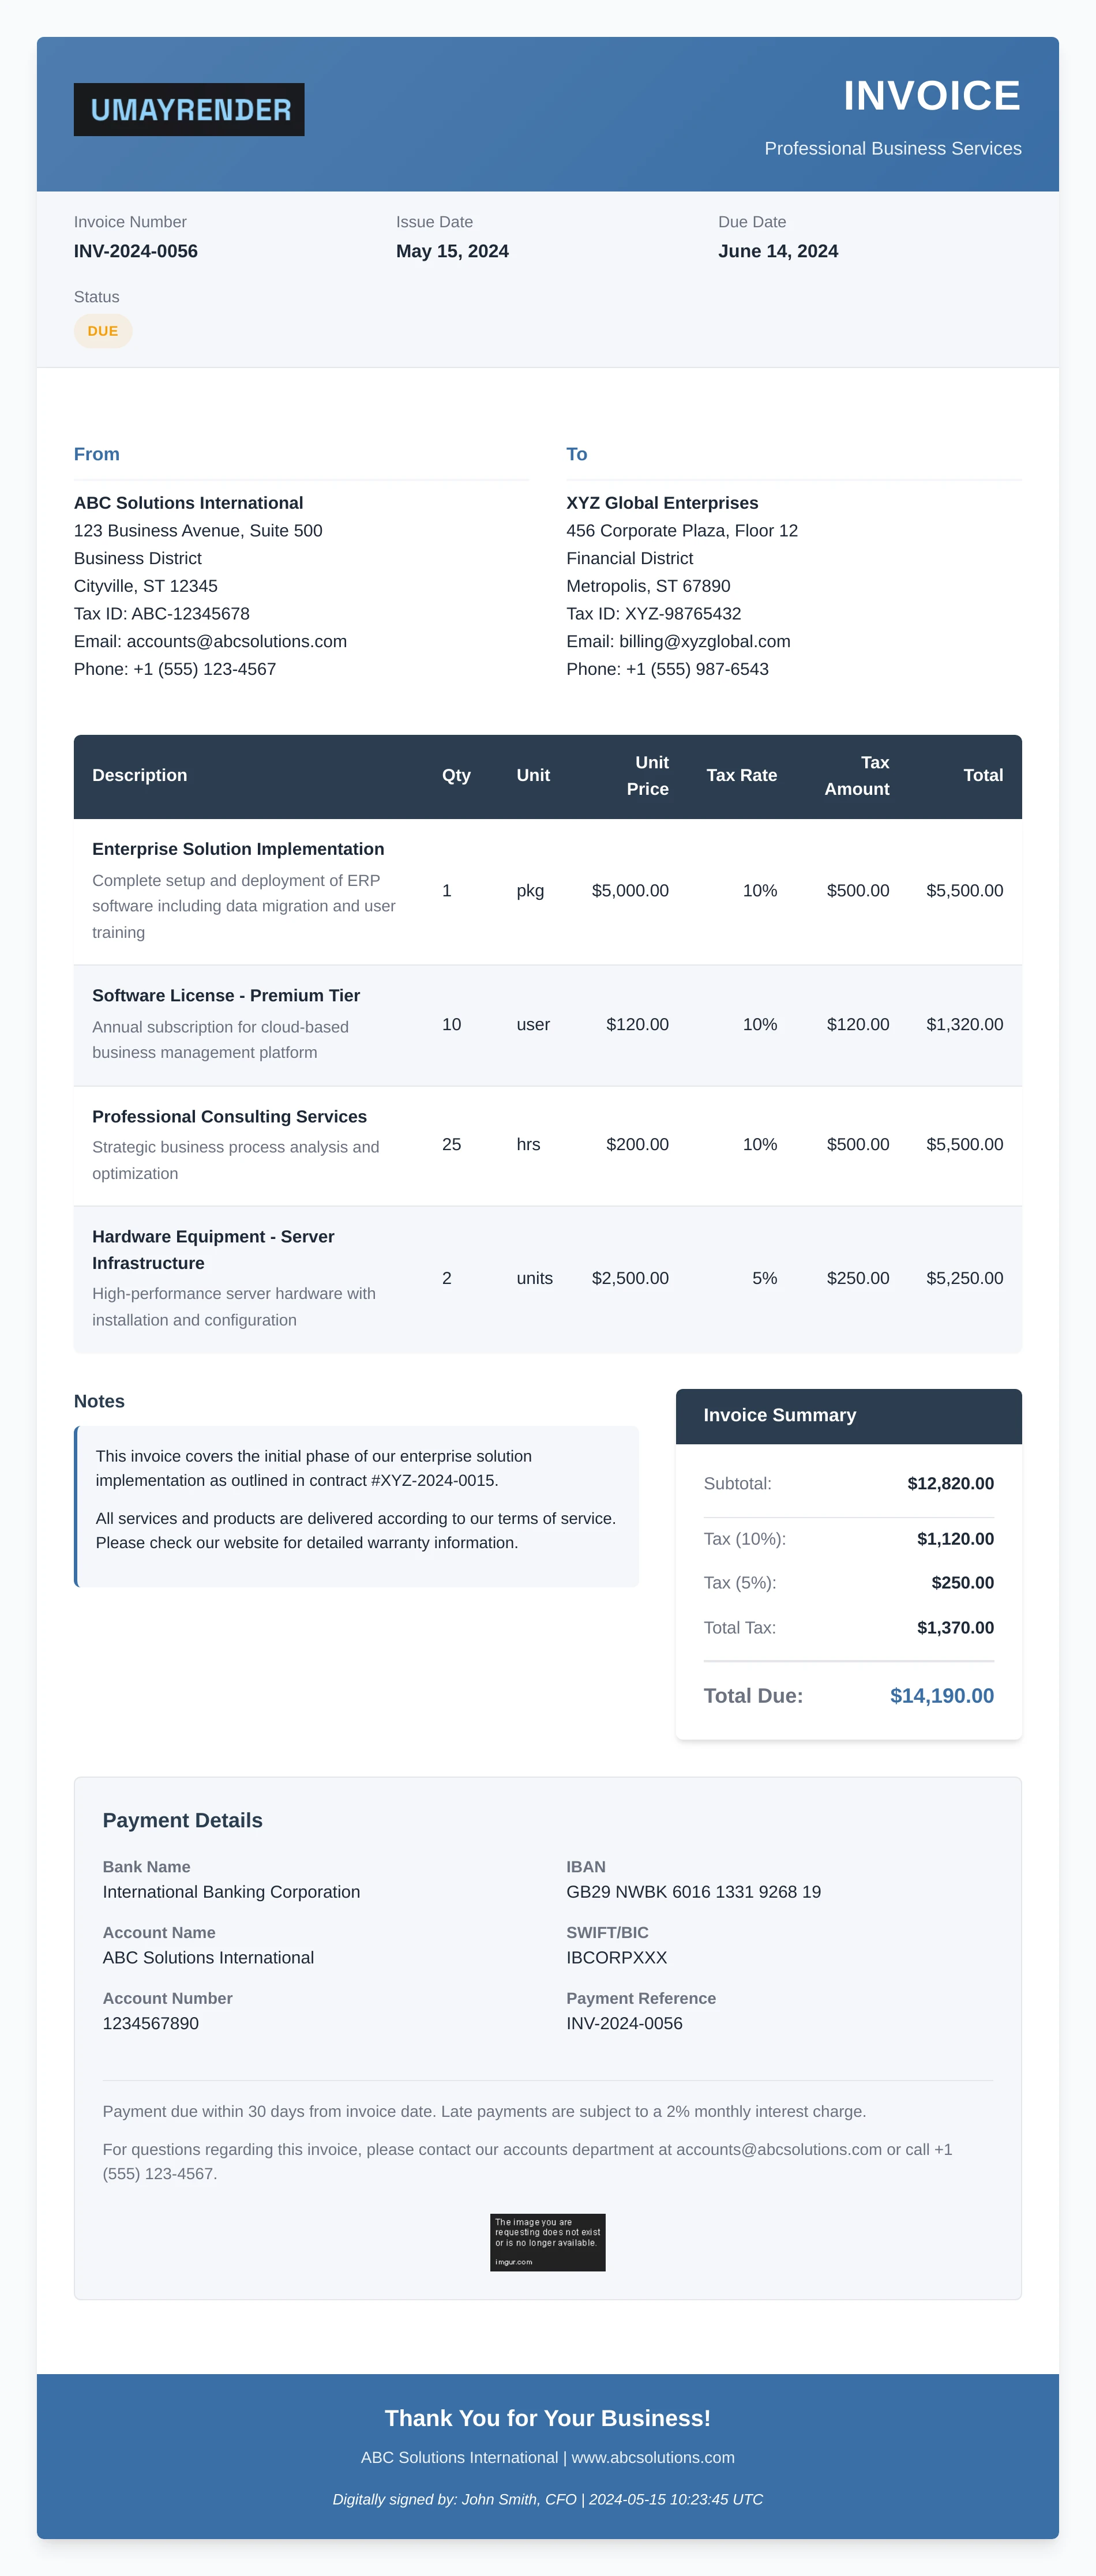 UMAYRENDER
INVOICE
Professional Business Services
Invoice Number
INV-2024-0056
Issue Date
May 15, 2024
Due Date
June 14, 2024
Status
DUE
From
ABC Solutions International
123 Business Avenue, Suite 500
Business District
Cityville, ST 12345
Tax ID: ABC-12345678
Email: accounts@abcsolutions.com
Phone: +1 (555) 123-4567
To
XYZ Global Enterprises
456 Corporate Plaza, Floor 12
Financial District
Metropolis, ST 67890
Tax ID: XYZ-98765432
Email: billing@xyzglobal.com
Phone: +1 (555) 987-6543
Description Qty Unit Unit Price Tax Rate Tax Amount Total
Enterprise Solution Implementation
Complete setup and deployment of ERP
software including data migration and user
training
1 pkg $5,000.00 10% $500.00 $5,500.00
Software License - Premium Tier
Annual subscription for cloud-based
business management platform
10 user $120.00 10% $120.00 $1,320.00
Professional Consulting Services
Strategic business process analysis and
optimization
25 hrs $200.00 10% $500.00 $5,500.00
Hardware Equipment - Server
Infrastructure
High-performance server hardware with
installation and configuration
2 units $2,500.00 5% $250.00 $5,250.00
Notes
This invoice covers the initial phase of our enterprise solution
implementation as outlined in contract #XYZ-2024-0015.
All services and products are delivered according to our terms of service.
Please check our website for detailed warranty information.
Invoice Summary
Subtotal: $12,820.00
Tax (10%): $1,120.00
Tax (5%): $250.00
Total Tax: $1,370.00
Total Due: $14,190.00
Payment Details
Bank Name
International Banking Corporation
IBAN
GB29 NWBK 6016 1331 9268 19
Account Name
ABC Solutions International
SWIFT/BIC
IBCORPXXX
Account Number
1234567890
Payment Reference
INV-2024-0056
Payment due within 30 days from invoice date. Late payments are subject to a 2% monthly interest charge.
For questions regarding this invoice, please contact our accounts department at accounts@abcsolutions.com or call +1
(555) 123-4567.
The image you are
requesting does not exist
or is no longer available.
imgur.com
Thank You for Your Business!
ABC Solutions International | www.abcsolutions.com
Digitally signed by: John Smith, CFO | 2024-05-15 10:23:45 UTC